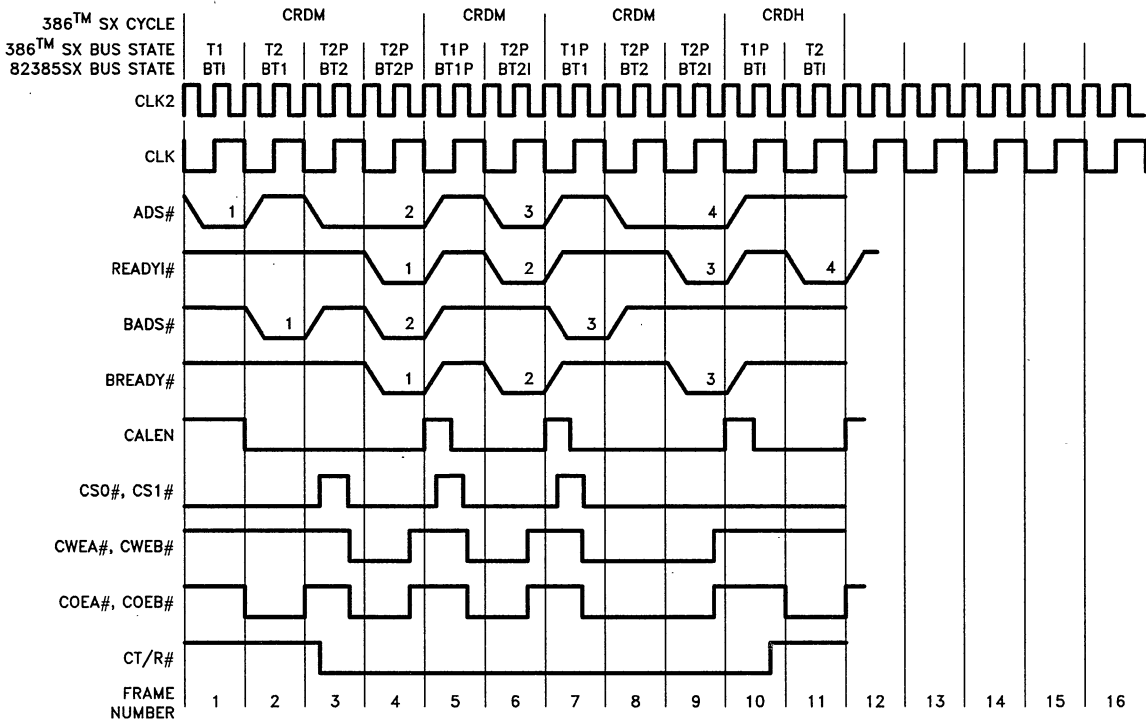 386TM SX CYCLE CRDM CRDM CRDM CRDH
386TM SX BUS STATE T1 T2 T2P T2P T1P T2P T1P T2P T2P T1P T2
82385SX BUS STATE BTI BT1 BT2 BT2P BT1P BT2I BT1 BT2 BT2I BTI BTI
CLK2
CLK
ADS# 1 2 3 4
READYI# 1 2 3 4
BADS# 1 2 3
BREADY# 1 2 3
CALEN
CS0#, CS1#
CWEA#, CWEB#
COEA#, COEB#
CT/R#
FRAME
NUMBER 1 2 3 4 5 6 7 8 9 10 11 12 13 14 15 16